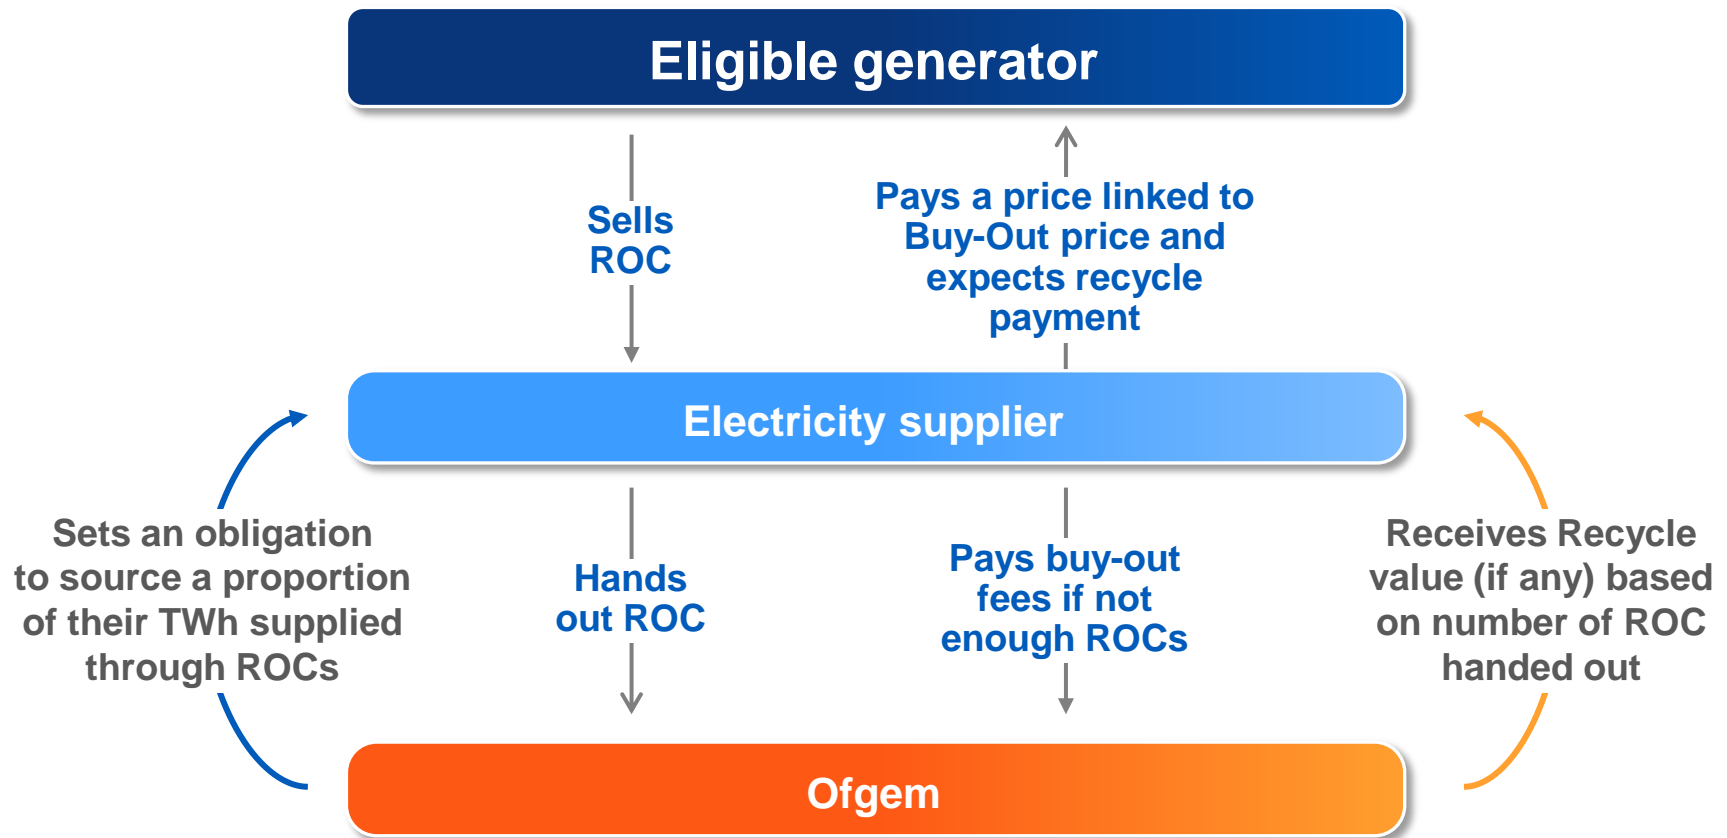 Eligible generator
Sells
ROC
Pays a price linked to
Buy-Out price and
expects recycle
payment
Electricity supplier
Sets an obligation
to source a proportion
of their TWh supplied
through ROCs
Hands
out ROC
Pays buy-out
fees if not
enough ROCs
Receives Recycle
value (if any) based
on number of ROC
handed out
Ofgem